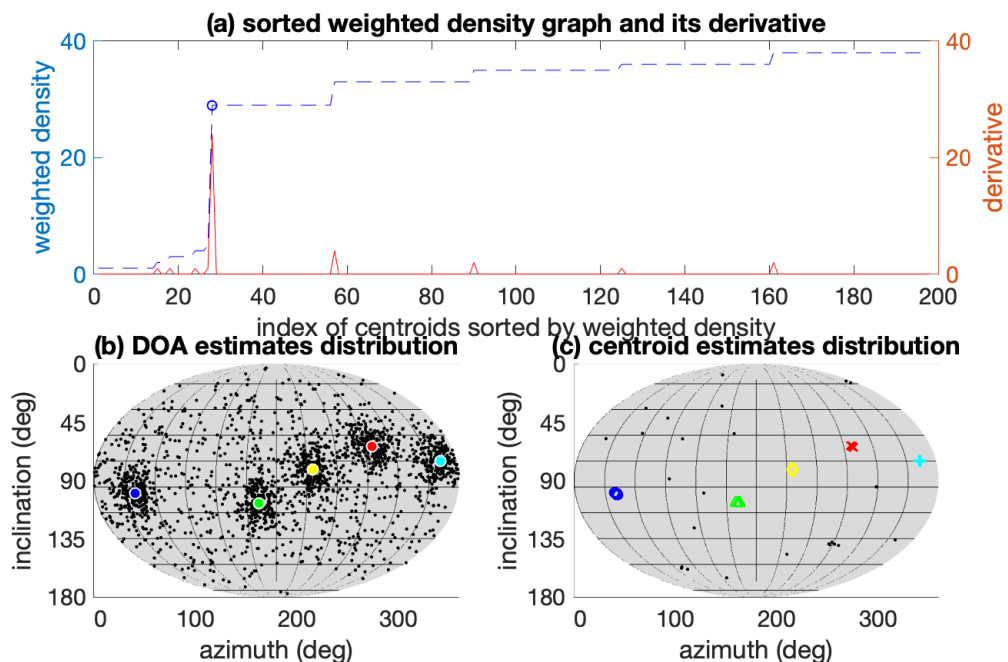 (a) sorted weighted density graph and its derivative
40 40
weighted density
20 20
derivative
0 0
0 20 40 60 80 100 120 140 160 180 200
index of centroids sorted by weighted density
(b) DOA estimates distribution
(c) centroid estimates distribution
0
45
90
135
180
inclination (deg)
100 200 300
azimuth (deg)
0
45
90
135
180
inclination (deg)
100 200 300
azimuth (deg)